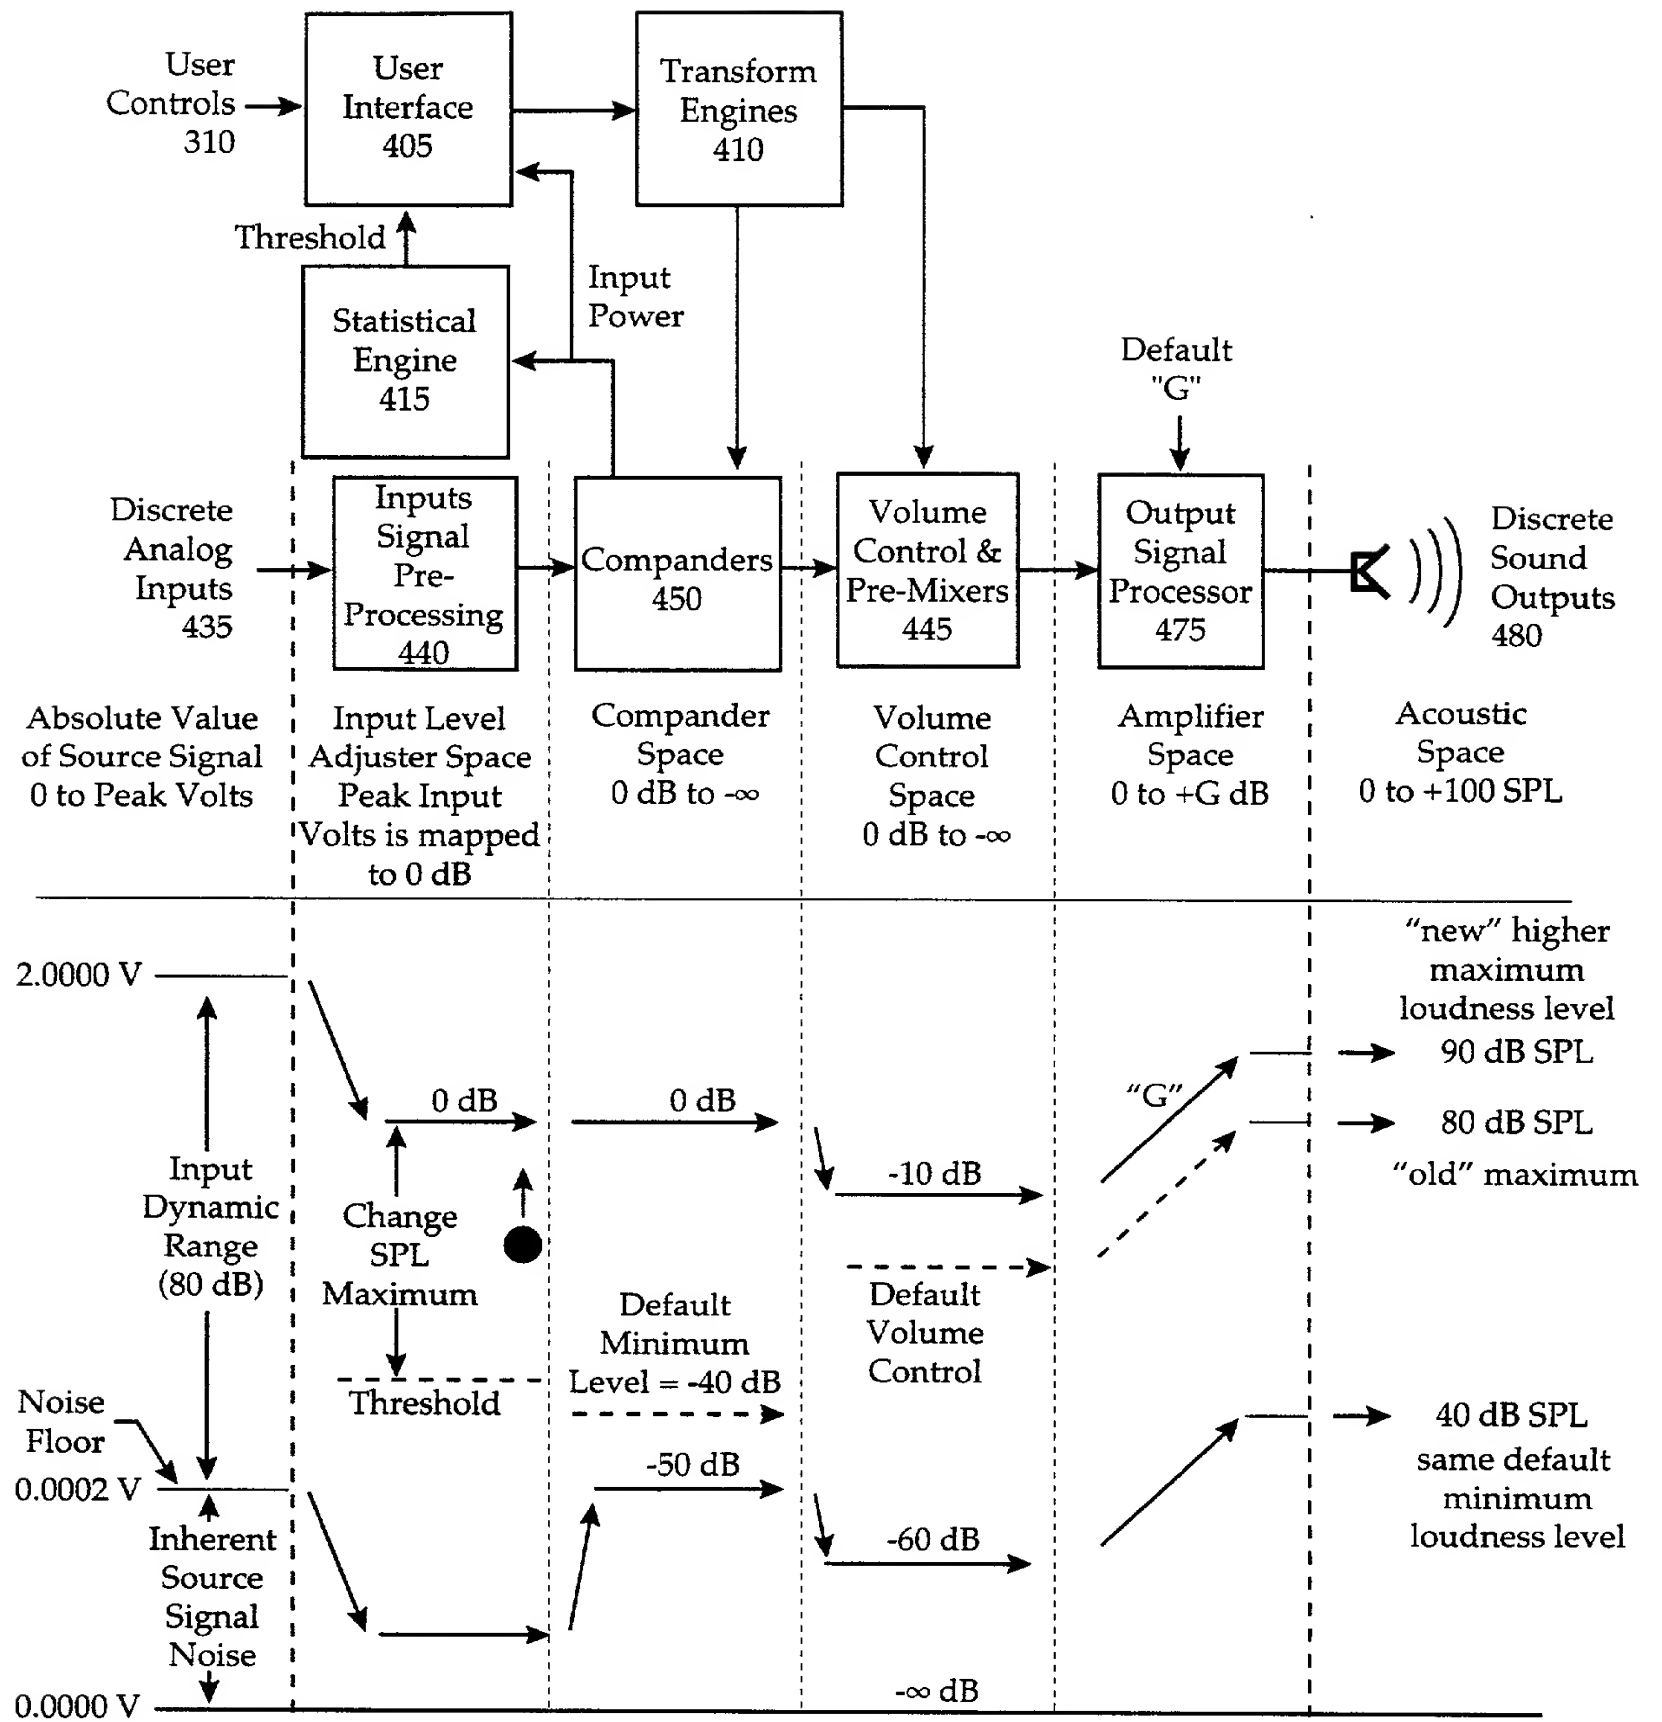 User
Controls
310
User
Interface
405
Transform
Engines
410
Threshold
Input
Power
Statistical
Engine
415
Default
"G"
Discrete
Analog
Inputs
435
Inputs
Signal
Pre-
Processing
440
Companders
450
Volume
Control &
Pre-Mixers
445
Output
Signal
Processor
475
Discrete
Sound
Outputs
480
Absolute Value
of Source Signal
0 to Peak Volts
Input Level
Adjuster Space
Peak Input
Volts is mapped
to 0 dB
Compander
Space
0 dB to -∞
Volume
Control
Space
0 dB to -∞
Amplifier
Space
0 to +G dB
Acoustic
Space
0 to +100 SPL
2.0000 V
Input
Dynamic
Range
(80 dB)
Noise
Floor
0.0002 V
Inherent
Source
Signal
Noise
0.0000 V
0 dB
Change
SPL
Maximum
Threshold
0 dB
Default
Minimum
Level = -40 dB
-50 dB
-10 dB
Default
Volume
Control
-60 dB
-∞ dB
“G”
“new” higher
maximum
loudness level
90 dB SPL
80 dB SPL
“old” maximum
40 dB SPL
same default
minimum
loudness level